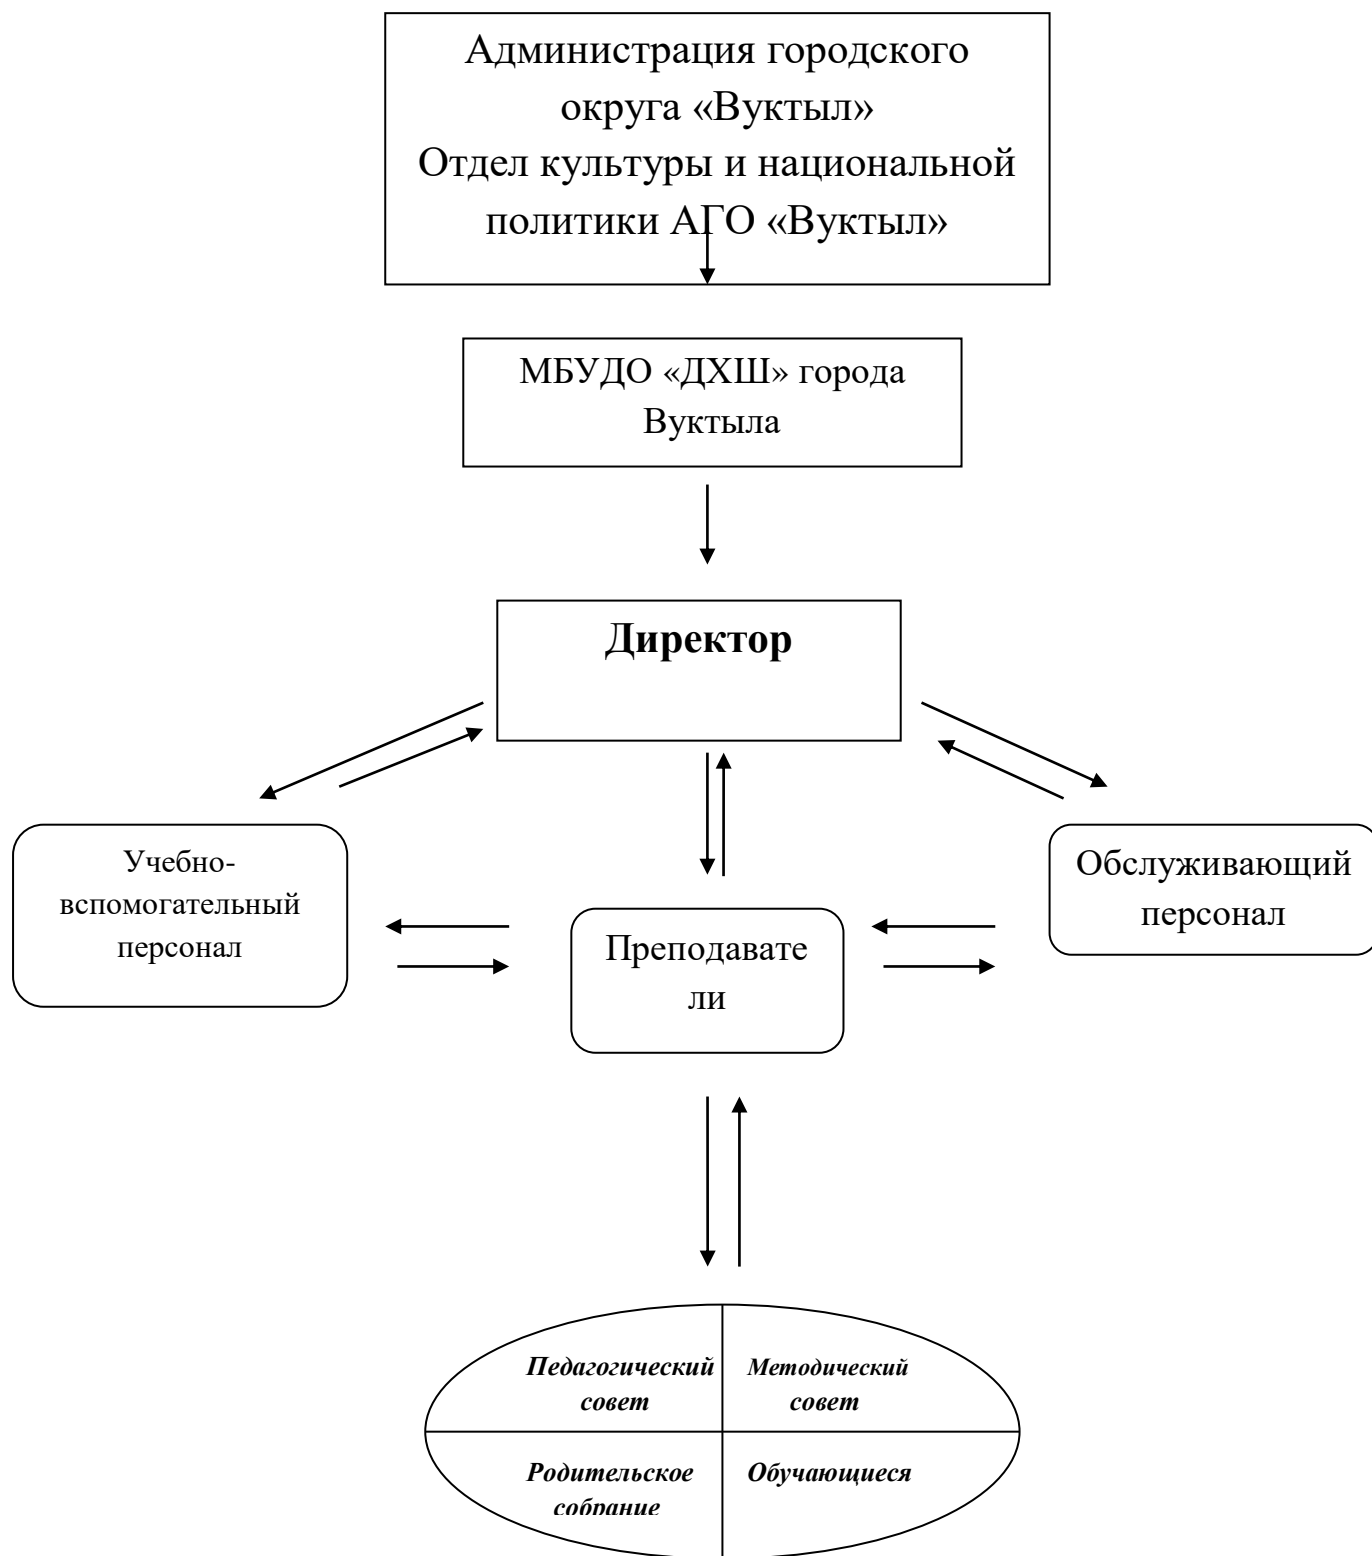 Администрация городского
округа «Вуктыл»
Отдел культуры и национальной
политики АГО «Вуктыл»
МБУДО «ДХШ» города
Вуктыла
Директор
Учебно-
вспомогательный
персонал
Преподавате
ли
Обслуживающий
персонал
Педагогический
совет
Методический
совет
Родительское
собрание
Обучающиеся